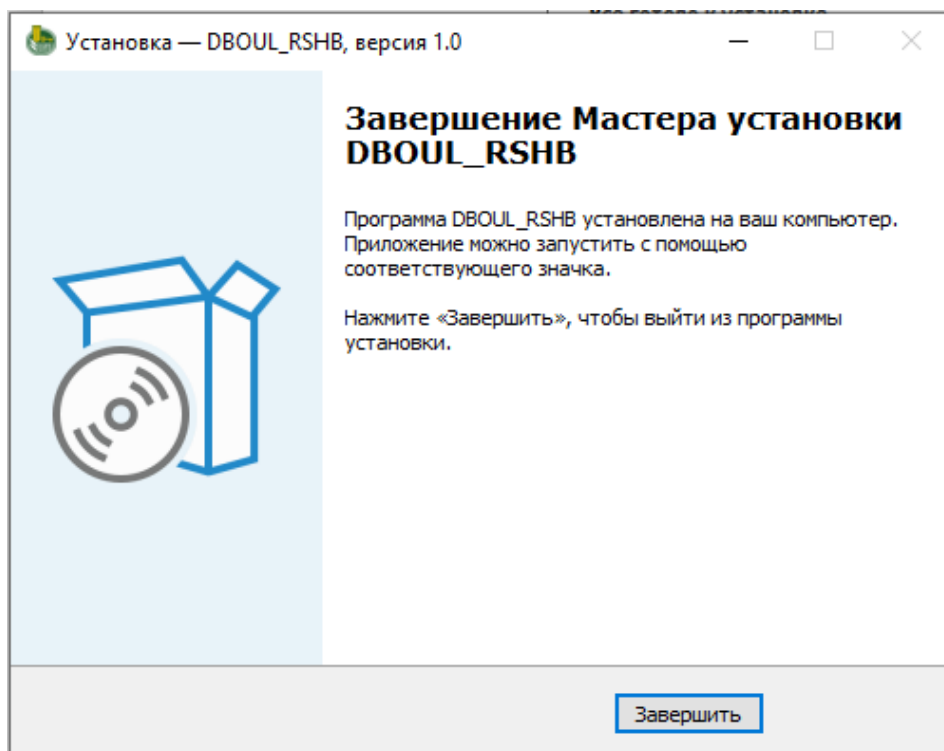 Установка — DBOUL_RSHB, версия 1.0
Завершение Мастера установки
DBOUL_RSHB
Программа DBOUL_RSHB установлена на ваш компьютер.
Приложение можно запустить с помощью
соответствующего значка.
Нажмите «Завершить», чтобы выйти из программы
установки.
Завершить